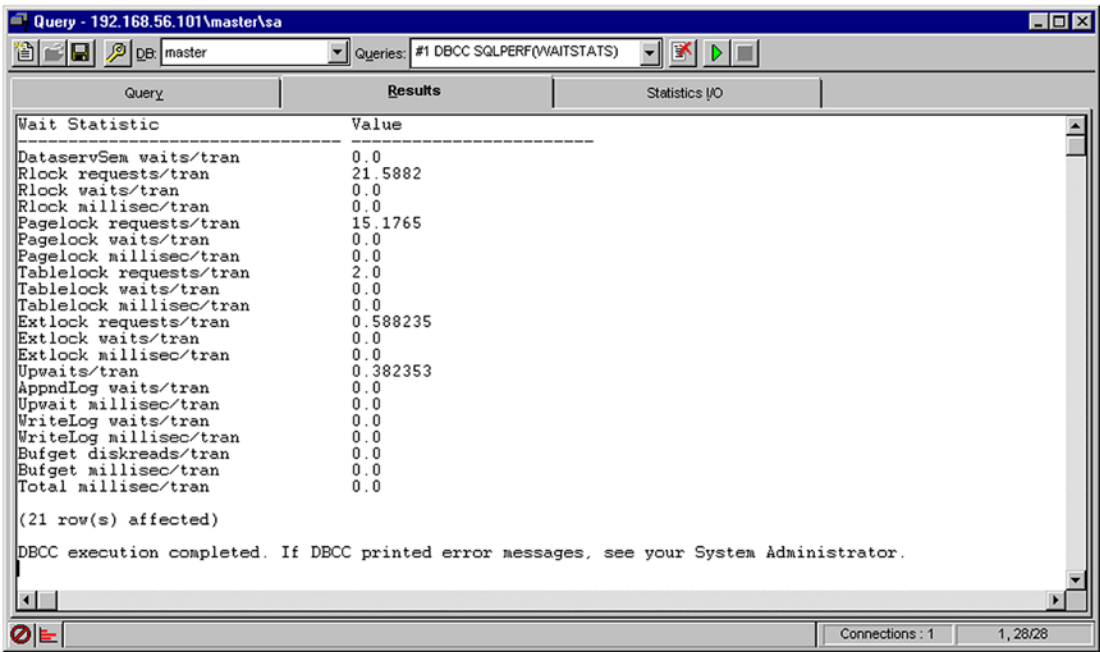 Query - 192.168.56.101\master\sa
DB: master Queries: #1 DBCC SQLPERF(WAITSTATS)
Query Results Statistics I/O
Wait Statistic Value
-------------------------------- ------------------------
DataservSem waits/tran 0.0
Rlock requests/tran 21.5882
Rlock waits/tran 0.0
Rlock millisec/tran 0.0
Pagelock requests/tran 15.1765
Pagelock waits/tran 0.0
Pagelock millisec/tran 0.0
Tablelock requests/tran 2.0
Tablelock waits/tran 0.0
Tablelock millisec/tran 0.0
Extlock requests/tran 0.588235
Extlock waits/tran 0.0
Extlock millisec/tran 0.0
Upwaits/tran 0.382353
AppndLog waits/tran 0.0
Upwait millisec/tran 0.0
WriteLog waits/tran 0.0
WriteLog millisec/tran 0.0
Bufget diskreads/tran 0.0
Bufget millisec/tran 0.0
Total millisec/tran 0.0
(21 row(s) affected)
DBCC execution completed. If DBCC printed error messages, see your System Administrator.
Connections : 1 1, 28/28